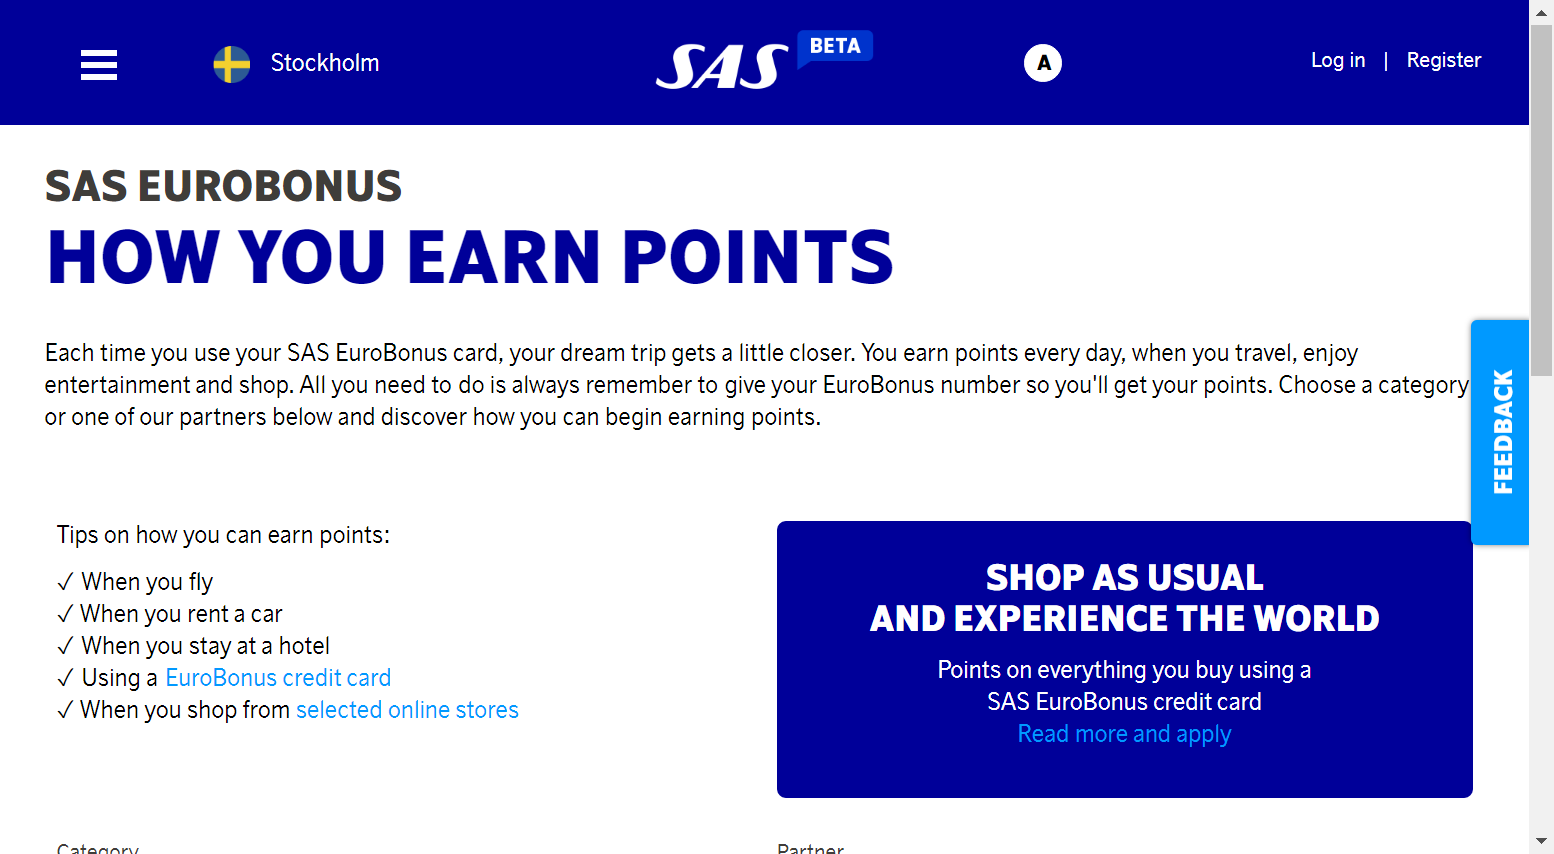 Stockholm
SAS BETA
A
Log in | Register
SAS EUROBONUS
HOW YOU EARN POINTS
Each time you use your SAS EuroBonus card, your dream trip gets a little closer. You earn points every day, when you travel, enjoy
entertainment and shop. All you need to do is always remember to give your EuroBonus number so you'll get your points. Choose a category
or one of our partners below and discover how you can begin earning points.
FEEDBACK
Tips on how you can earn points:
✓ When you fly
✓ When you rent a car
✓ When you stay at a hotel
✓ Using a EuroBonus credit card
✓ When you shop from selected online stores
SHOP AS USUAL
AND EXPERIENCE THE WORLD
Points on everything you buy using a
SAS EuroBonus credit card
Read more and apply
Category
Partner